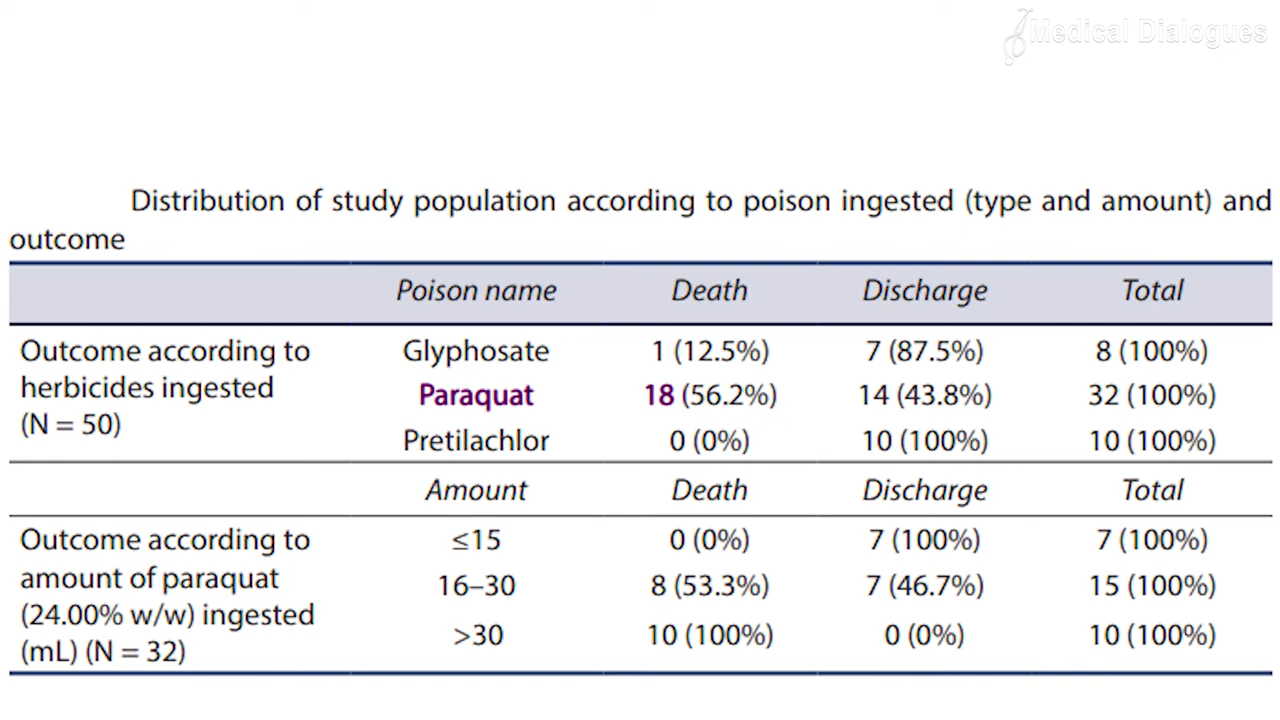 Medical Dialogues
Distribution of study population according to poison ingested (type and amount) and
outcome
Poison name Death Discharge Total
Outcome according to Glyphosate 1 (12.5%) 7 (87.5%) 8 (100%)
herbicides ingested Paraquat 18 (56.2%) 14 (43.8%) 32 (100%)
(N = 50) Pretilachlor 0 (0%) 10 (100%) 10 (100%)
Amount Death Discharge Total
Outcome according to ≤15 0 (0%) 7 (100%) 7 (100%)
amount of paraquat 16–30 8 (53.3%) 7 (46.7%) 15 (100%)
(24.00% w/w) ingested >30 10 (100%) 0 (0%) 10 (100%)
(mL) (N = 32)